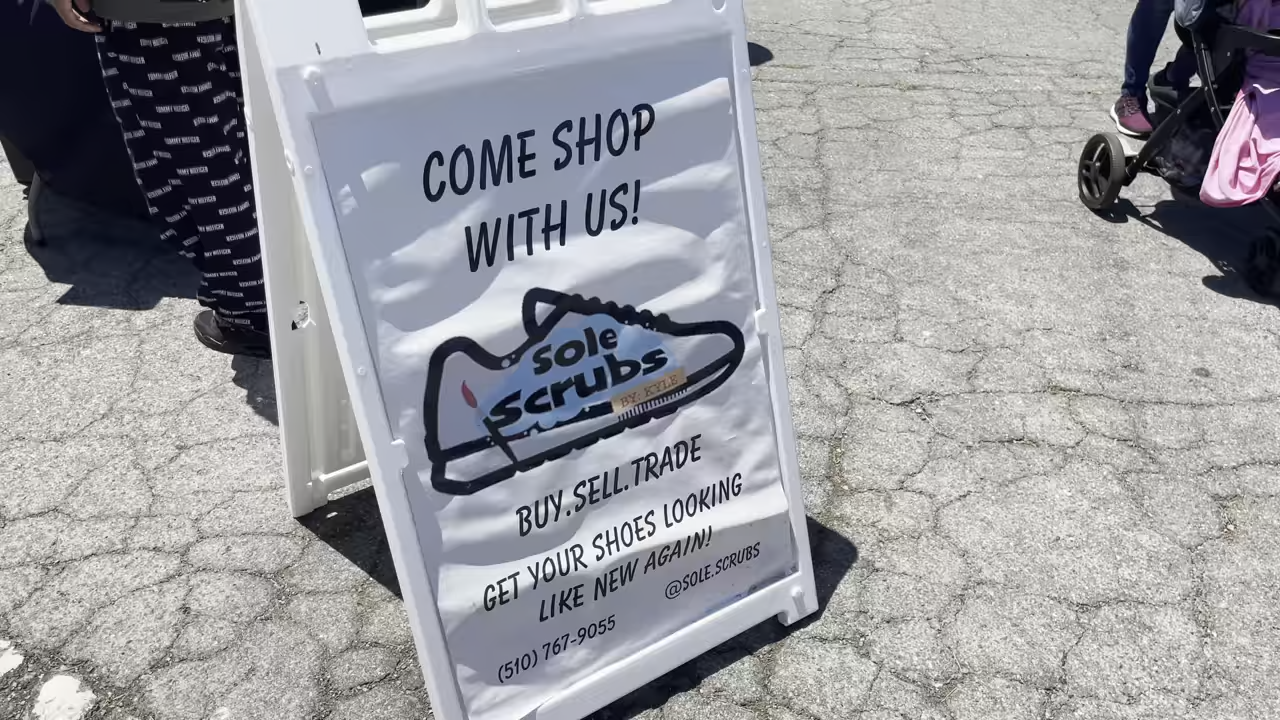 COME SHOP
WITH US!
Sole
Scrubs
BY: KYLE
BUY.SELL.TRADE
GET YOUR SHOES LOOKING
LIKE NEW AGAIN!
@SOLE.SCRUBS
(510) 767-9055